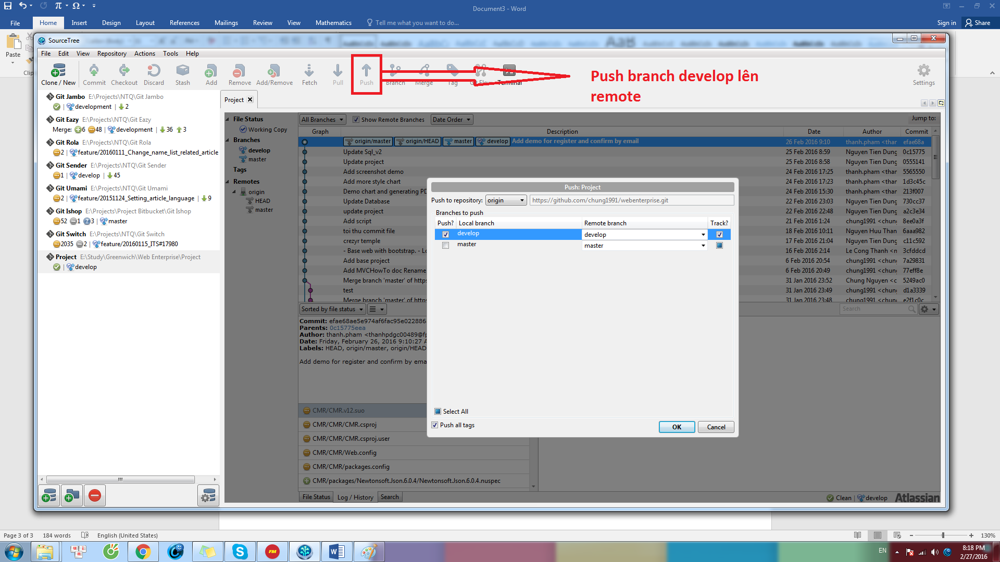 Document3 - Word
File Home Insert Design Layout References Mailings Review View Mathematics Tell me what you want to do... Sign in Share
Paste
SourceTree
File Edit View Repository Actions Tools Help
Clone / New Commit Checkout Discard Stash Add Remove Add/Remove Fetch Pull Push Branch Merge Tag Git Flow Terminal Settings
Push branch develop lên
remote
Git Jambo E:\Projects\NTQ\Git Jambo
development | 2
Git Eazy E:\Projects\NTQ\Git Eazy
Merge: 6 48 | development | 36 3
Git Rola E:\Projects\NTQ\Git Rola
2 | feature/20160111_Change_name_list_related_article
Git Sender E:\Projects\NTQ\Git Sender
1 | develop | 45
Git Umami E:\Projects\NTQ\Git Umami
2 | feature/20151124_Setting_article_language | 9
Git Ishop E:\Projects\Project Bitbucket\Git Ishop
52 1 3 | master
Git Switch E:\Projects\NTQ\Git Switch
2035 2 | feature/20160115_ITS#17980
Project E:\Study\Greenwich\Web Enterprise\Project
| develop
Project
File Status
Working Copy
Branches
develop
master
Tags
Remotes
origin
HEAD
master
All Branches Show Remote Branches Date Order Jump to:
Graph Description Date Author Commit
origin/master origin/HEAD master develop Add demo for register and confirm by email 26 Feb 2016 9:10 thanh.pham <thar efae68a
Update Sql_v2 25 Feb 2016 8:59 Nguyen Tien Dung 0c15775
Update project 25 Feb 2016 8:58 Nguyen Tien Dung 0555141
Add screenshot demo 24 Feb 2016 17:25 thanh.pham <thar 5565550
Add more style chart 24 Feb 2016 17:23 thanh.pham <thar 1d3c45c
Demo chart and generating PD 24 Feb 2016 15:30 thanh.pham <thar 213f007
Update Database 22 Feb 2016 23:03 Nguyen Tien Dung 730cc37
update project 22 Feb 2016 22:48 Nguyen Tien Dung a2c3e34
Add script 21 Feb 2016 1:24 chung1991 <chung 8ee0a3f
toi thu commit file 18 Feb 2016 10:11 Nguyen Huu Than 6aaa982
crezyr temple 17 Feb 2016 21:04 Nguyen Tien Dung c11c592
- Base web with bootstrap. - Lo 16 Feb 2016 2:14 Le Cong Thanh <n 3cfddcd
Add base project 6 Feb 2016 20:54 chung1991 <chung 7a29831
Add MVCHowTo doc Rename 6 Feb 2016 20:49 chung1991 <chung 77eff8e
Merge branch 'master' of https 31 Jan 2016 23:52 Chung Nguyen <c 5249ac0
test 31 Jan 2016 23:49 chung1991 <chung d1a3339
Merge branch 'master' of https 31 Jan 2016 23:48 chung1991 <chung e2f1c0c
Push: Project
Push to repository: origin https://github.com/chung1991/webenterprise.git
Branches to push
Push? Local branch Remote branch Track?
develop develop
master master
Select All
Push all tags
OK Cancel
Sorted by file status Search
Commit: efae68ae5e974af6fac95e022886
Parents: 0c15775eea
Author: thanh.pham <thanhpdgc00489@fp
Date: Friday, February 26, 2016 9:10:27 A
Labels: HEAD, origin/master, origin/HEAD
Add demo for register and confirm by ema
CMR/CMR.v12.suo
CMR/CMR/CMR.csproj
CMR/CMR/CMR.csproj.user
CMR/CMR/Web.config
CMR/CMR/packages.config
CMR/packages/Newtonsoft.Json.6.0.4/Newtonsoft.Json.6.0.4.nuspec
File Status Log / History Search
Clean | develop Atlassian
Page 3 of 3 184 words English (United States) 130%
EN 8:18 PM
2/27/2016